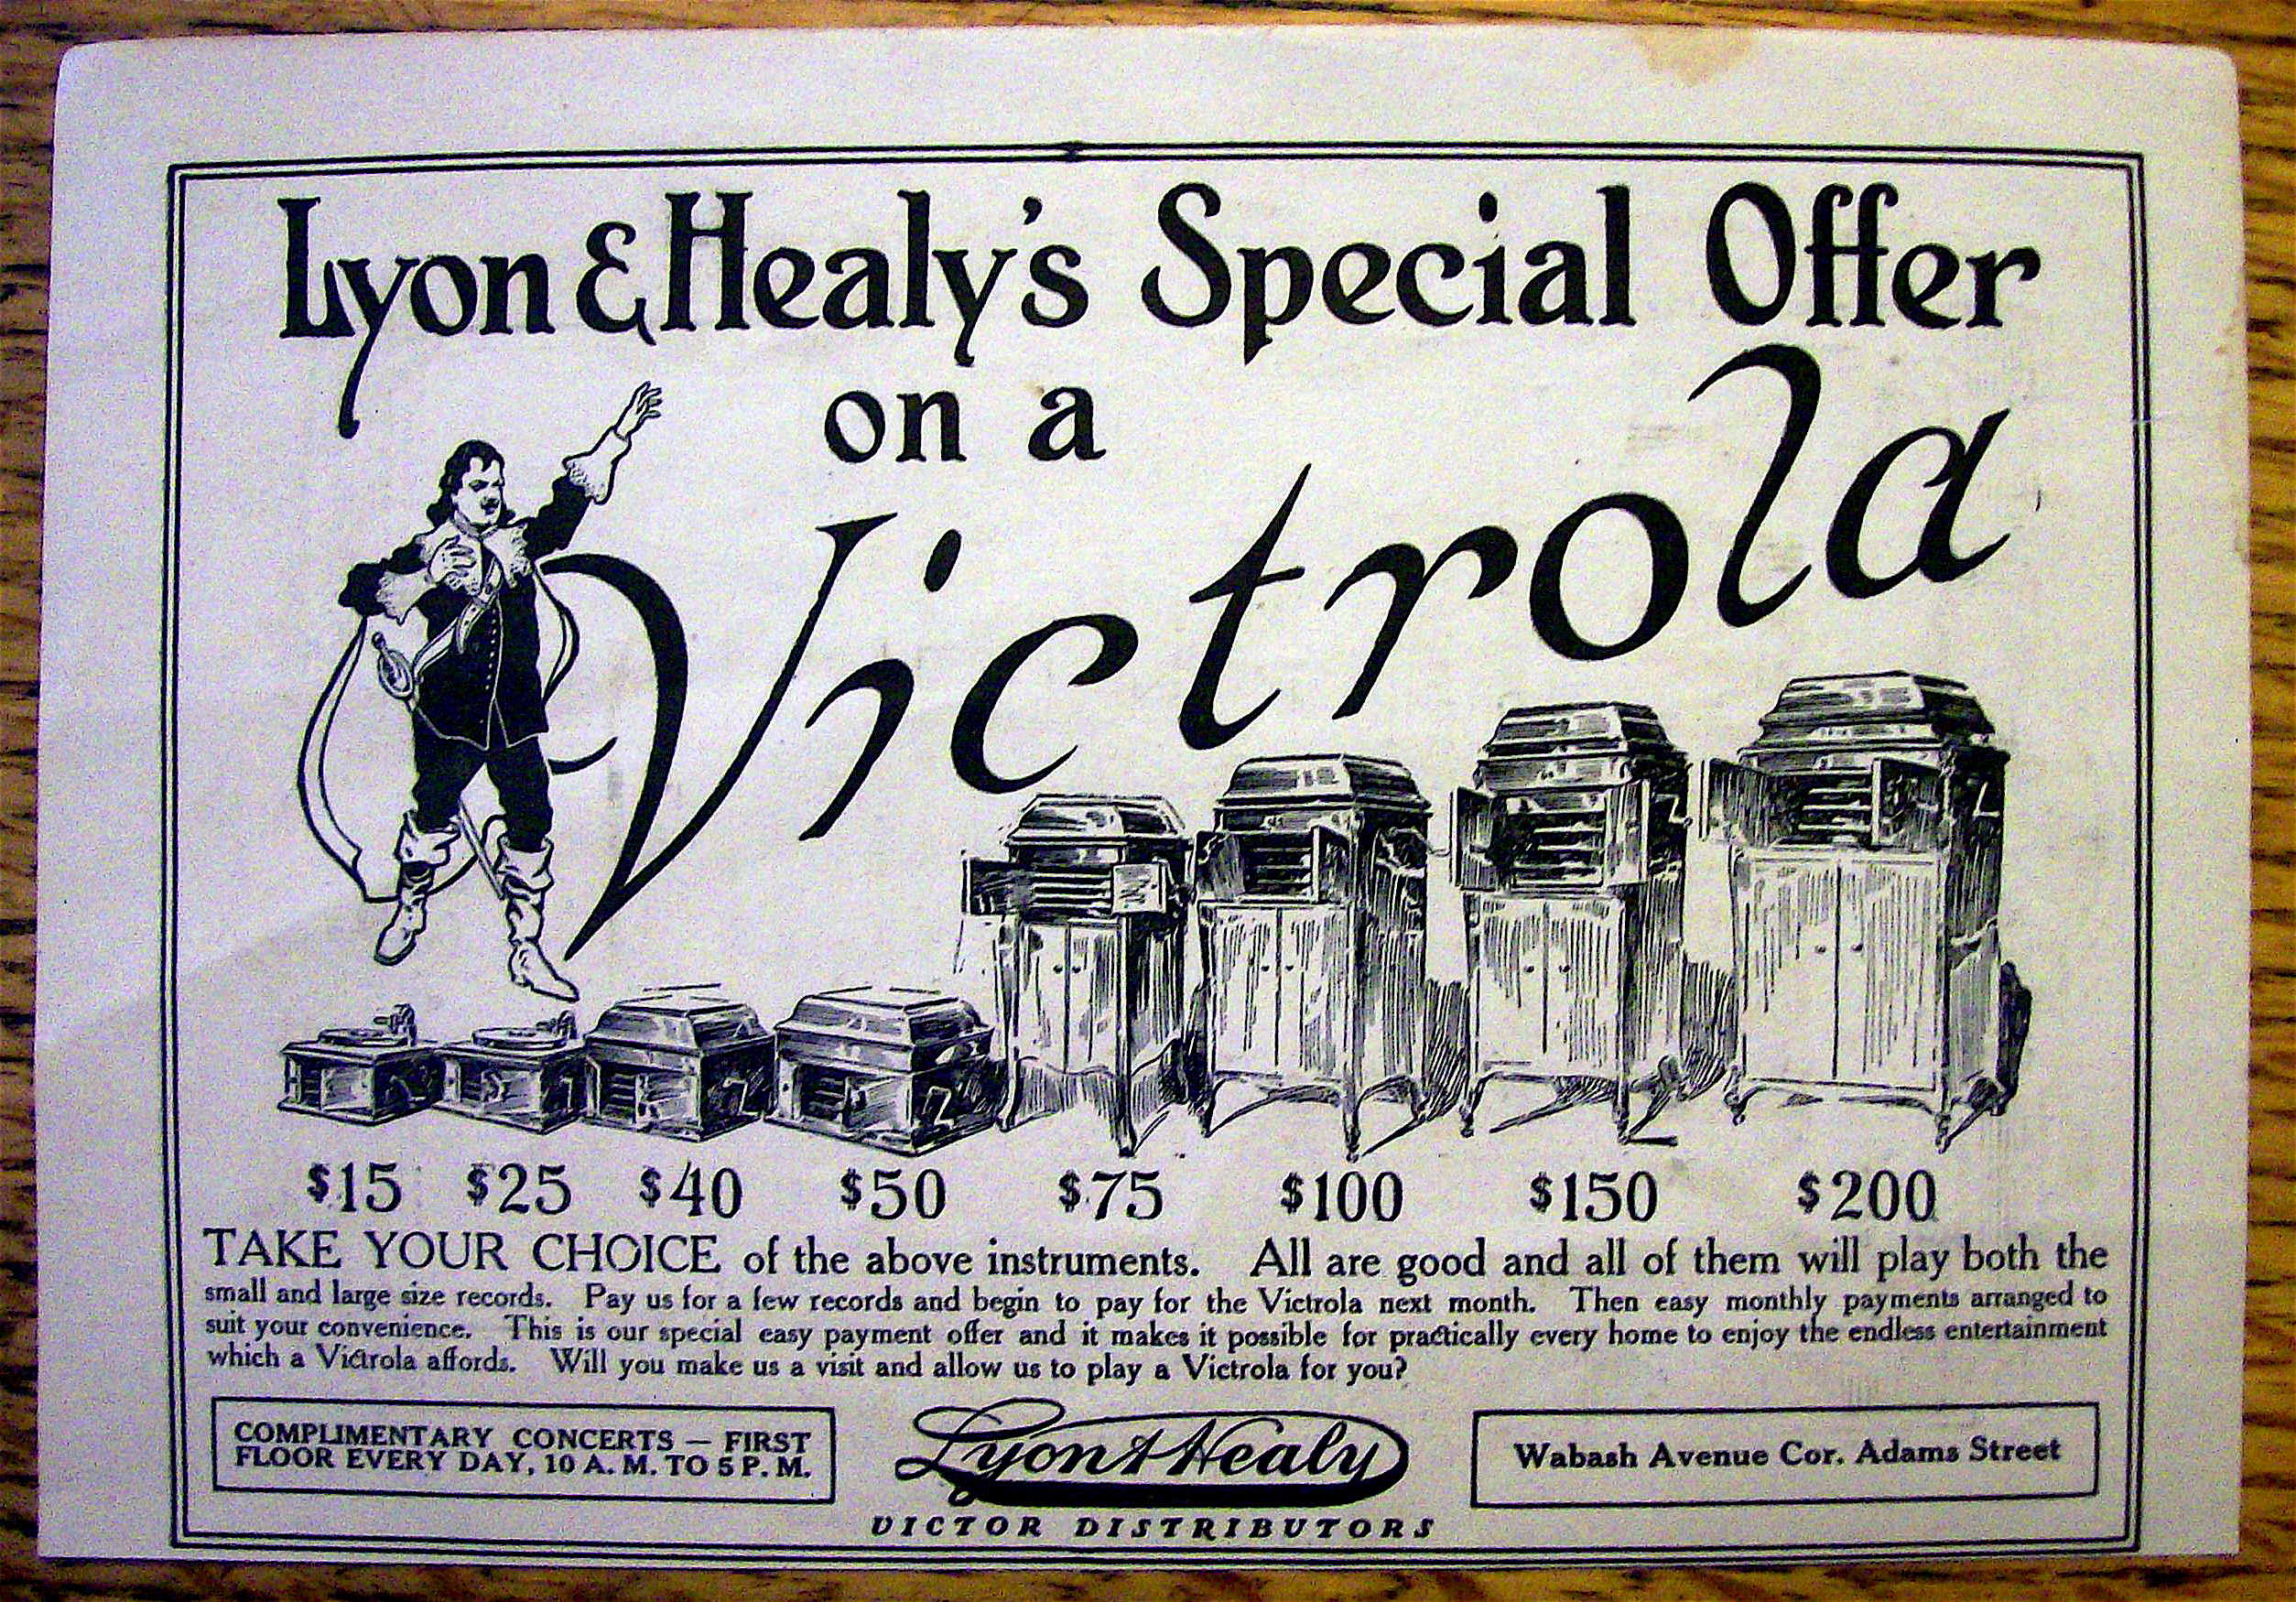 Lyon & Healy's Special Offer
on a
Victrola
$15 $25 $40 $50 $75 $100 $150 $200
TAKE YOUR CHOICE of the above instruments. All are good and all of them will play both the
small and large size records. Pay us for a few records and begin to pay for the Victrola next month. Then easy monthly payments arranged to
suit your convenience. This is our special easy payment offer and it makes it possible for practically every home to enjoy the endless entertainment
which a Victrola affords. Will you make us a visit and allow us to play a Victrola for you?
COMPLIMENTARY CONCERTS — FIRST
FLOOR EVERY DAY, 10 A. M. TO 5 P. M.
Lyon & Healy
VICTOR DISTRIBUTORS
Wabash Avenue Cor. Adams Street